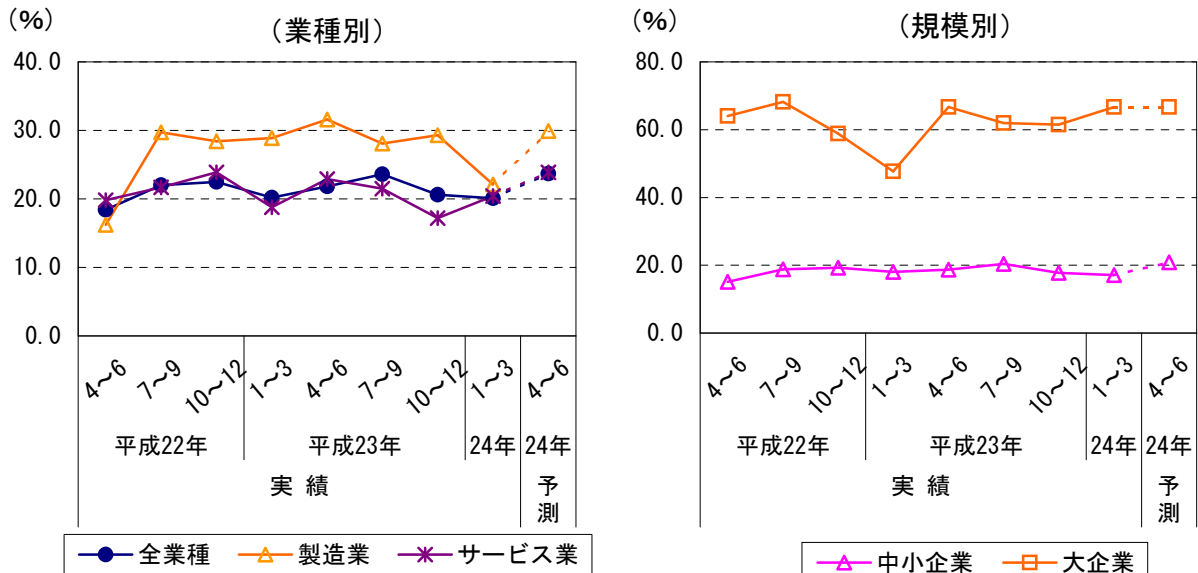 (%)
(業種別)
40.0
30.0
20.0
10.0
0.0
4～6
7～9
10～12
1～3
4～6
7～9
10～12
1～3
4～6
平成22年
平成23年
24年
24年
実 績
予測
全業種
製造業
サービス業
(%)
(規模別)
80.0
60.0
40.0
20.0
0.0
4～6
7～9
10～12
1～3
4～6
7～9
10～12
1～3
4～6
平成22年
平成23年
24年
24年
実 績
予測
中小企業
大企業